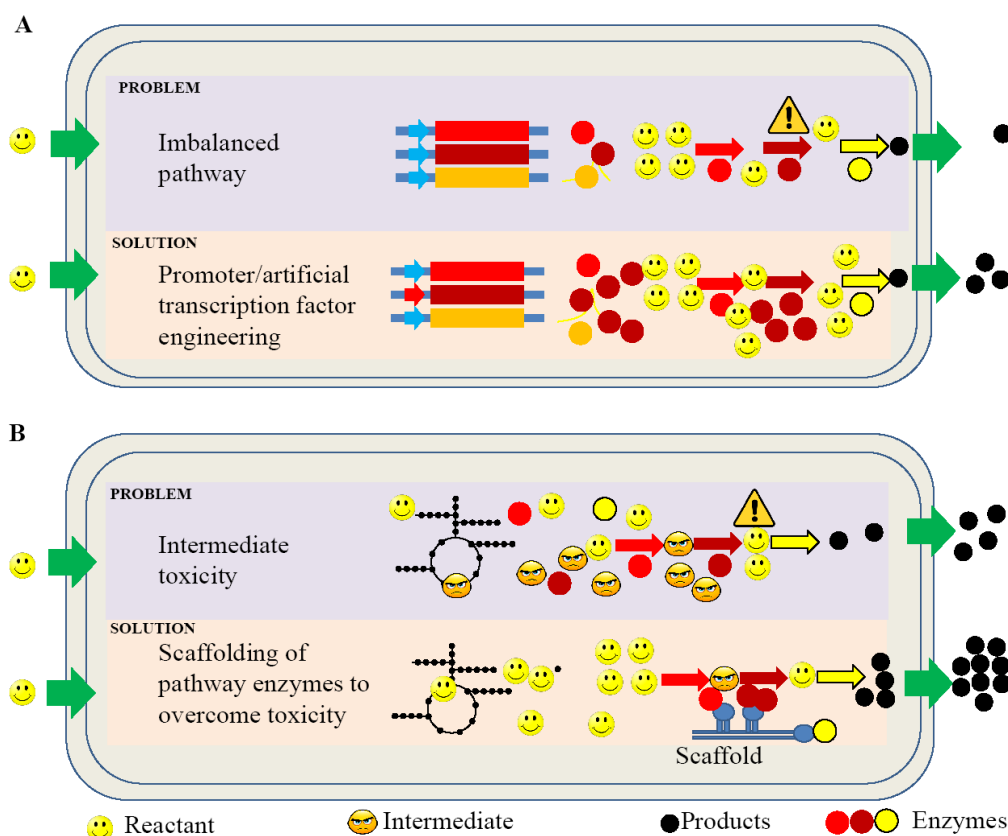 A
PROBLEM
Imbalanced
pathway
SOLUTION
Promoter/artificial
transcription factor
engineering
B
PROBLEM
Intermediate
toxicity
SOLUTION
Scaffolding of
pathway enzymes to
overcome toxicity
Scaffold
Reactant Intermediate Products Enzymes